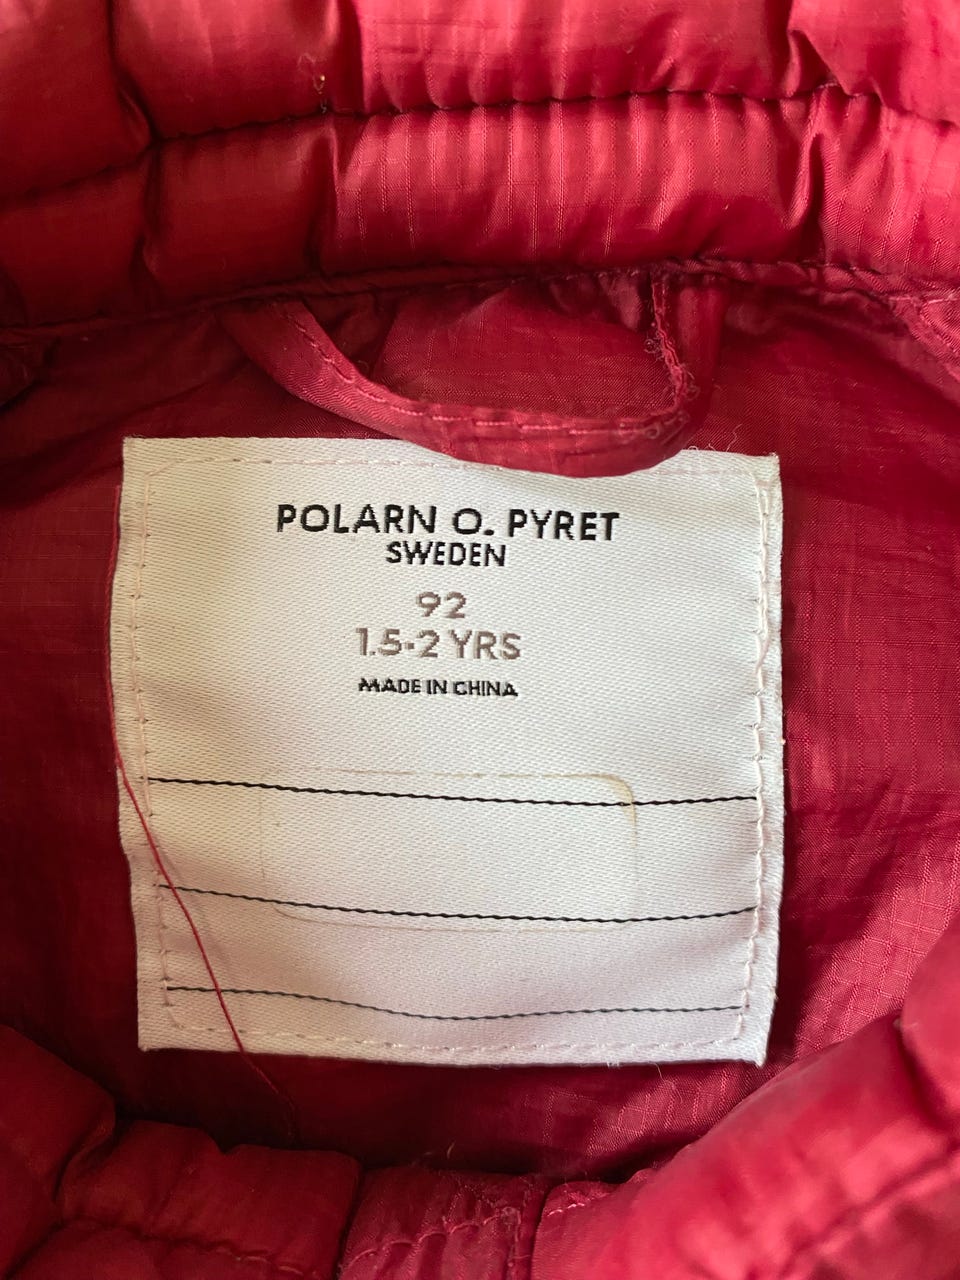 POLARN O. PYRET
SWEDEN
92
1.5-2 YRS
MADE IN CHINA